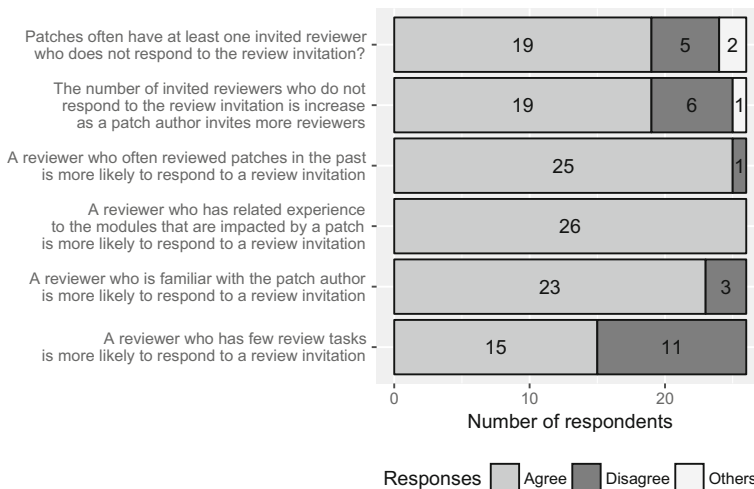 Patches often have at least one invited reviewer
who does not respond to the review invitation?
19 5 2
The number of invited reviewers who do not
respond to the review invitation is increase
as a patch author invites more reviewers
19 6 1
A reviewer who often reviewed patches in the past
is more likely to respond to a review invitation
25 1
A reviewer who has related experience
to the modules that are impacted by a patch
is more likely to respond to a review invitation
26
A reviewer who is familiar with the patch author
is more likely to respond to a review invitation
23 3
A reviewer who has few review tasks
is more likely to respond to a review invitation
15 11
0 10 20
Number of respondents
Responses Agree Disagree Others